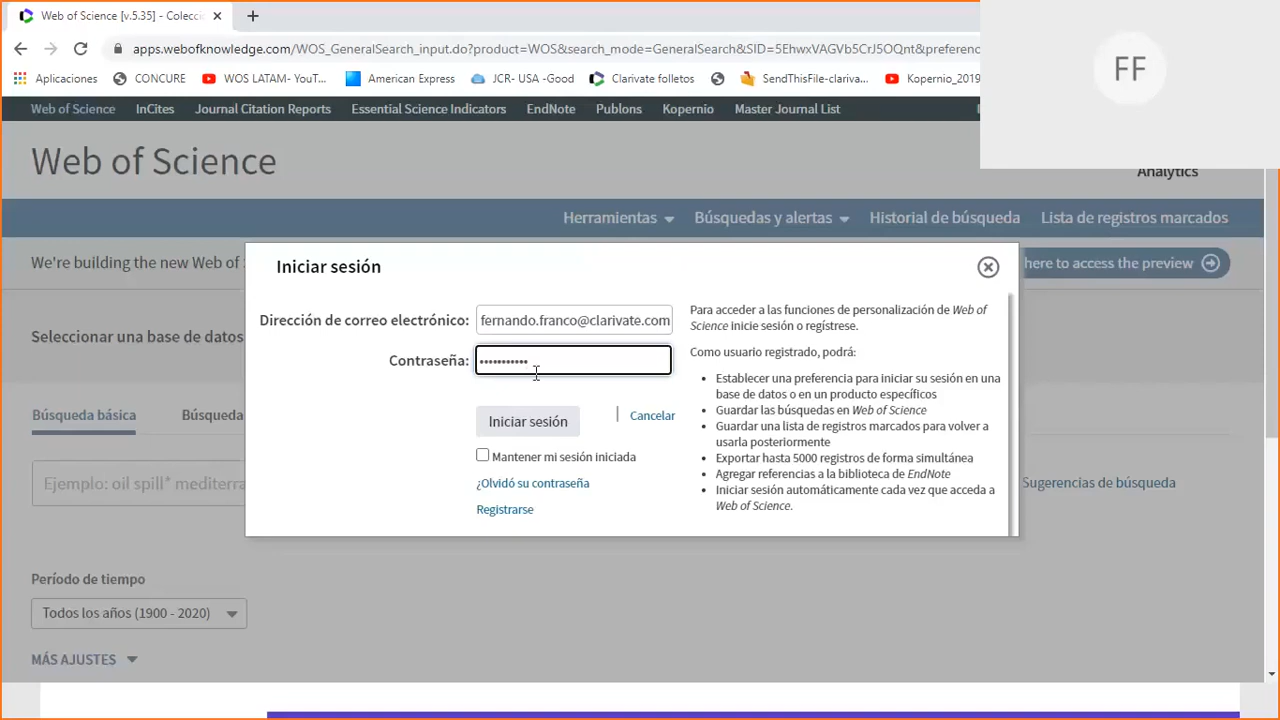 Web of Science [v.5.35] - Colecci
apps.webofknowledge.com/WOS_GeneralSearch_input.do?product=WOS&search_mode=GeneralSearch&SID=5EhwxVAGVb5CrJ5OQnt&preferenc
Aplicaciones CONCURE WOS LATAM- YouT... American Express JCR- USA -Good Clarivate folletos SendThisFile-clariva... Kopernio_2019
FF
Web of Science InCites Journal Citation Reports Essential Science Indicators EndNote Publons Kopernio Master Journal List
Web of Science
Analytics
Herramientas Búsquedas y alertas Historial de búsqueda Lista de registros marcados
We're building the new Web of
here to access the preview
Iniciar sesión
Dirección de correo electrónico: fernando.franco@clarivate.com
Contraseña: •••••••••••
Iniciar sesión | Cancelar
Mantener mi sesión iniciada
¿Olvidó su contraseña
Registrarse
Para acceder a las funciones de personalización de Web of
Science inicie sesión o regístrese.
Como usuario registrado, podrá:
• Establecer una preferencia para iniciar su sesión en una
base de datos o en un producto específicos
• Guardar las búsquedas en Web of Science
• Guardar una lista de registros marcados para volver a
usarla posteriormente
• Exportar hasta 5000 registros de forma simultánea
• Agregar referencias a la biblioteca de EndNote
• Iniciar sesión automáticamente cada vez que acceda a
Web of Science.
Seleccionar una base de datos
Búsqueda básica Búsqueda
Ejemplo: oil spill* mediterra
Sugerencias de búsqueda
Período de tiempo
Todos los años (1900 - 2020)
MÁS AJUSTES